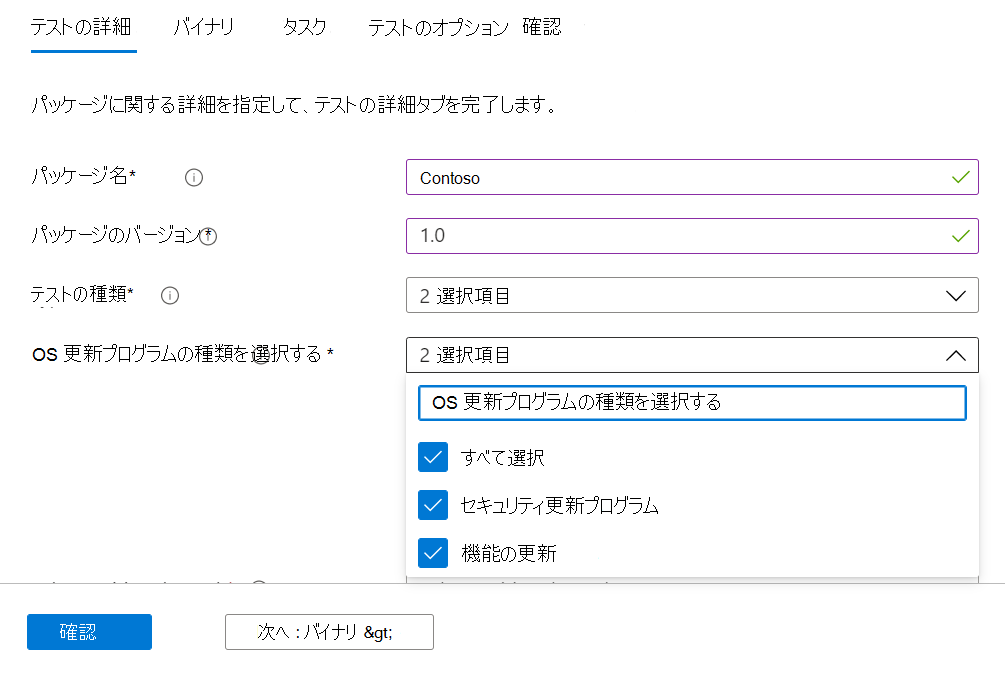 テストの詳細 バイナリ タスク テストのオプション 確認
パッケージに関する詳細を指定して、テストの詳細タブを完了します。
パッケージ名* Contoso
パッケージのバージョン* 1.0
テストの種類* 2 選択項目
OS 更新プログラムの種類を選択する * 2 選択項目
OS 更新プログラムの種類を選択する
すべて選択
セキュリティ更新プログラム
機能の更新
確認 次へ : バイナリ &gt;